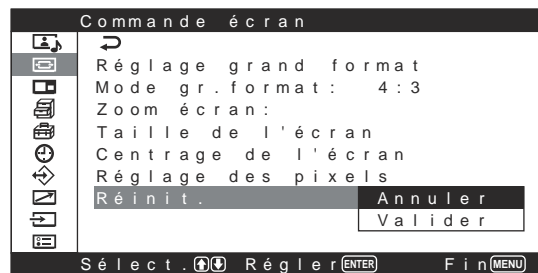 Commande écran
Réglage grand format
Mode gr.format: 4:3
Zoom écran:
Taille de l'écran
Centrage de l'écran
Réglage des pixels
Réinit. Annuler
Valider
Sélect. Régler ENTER Fin MENU